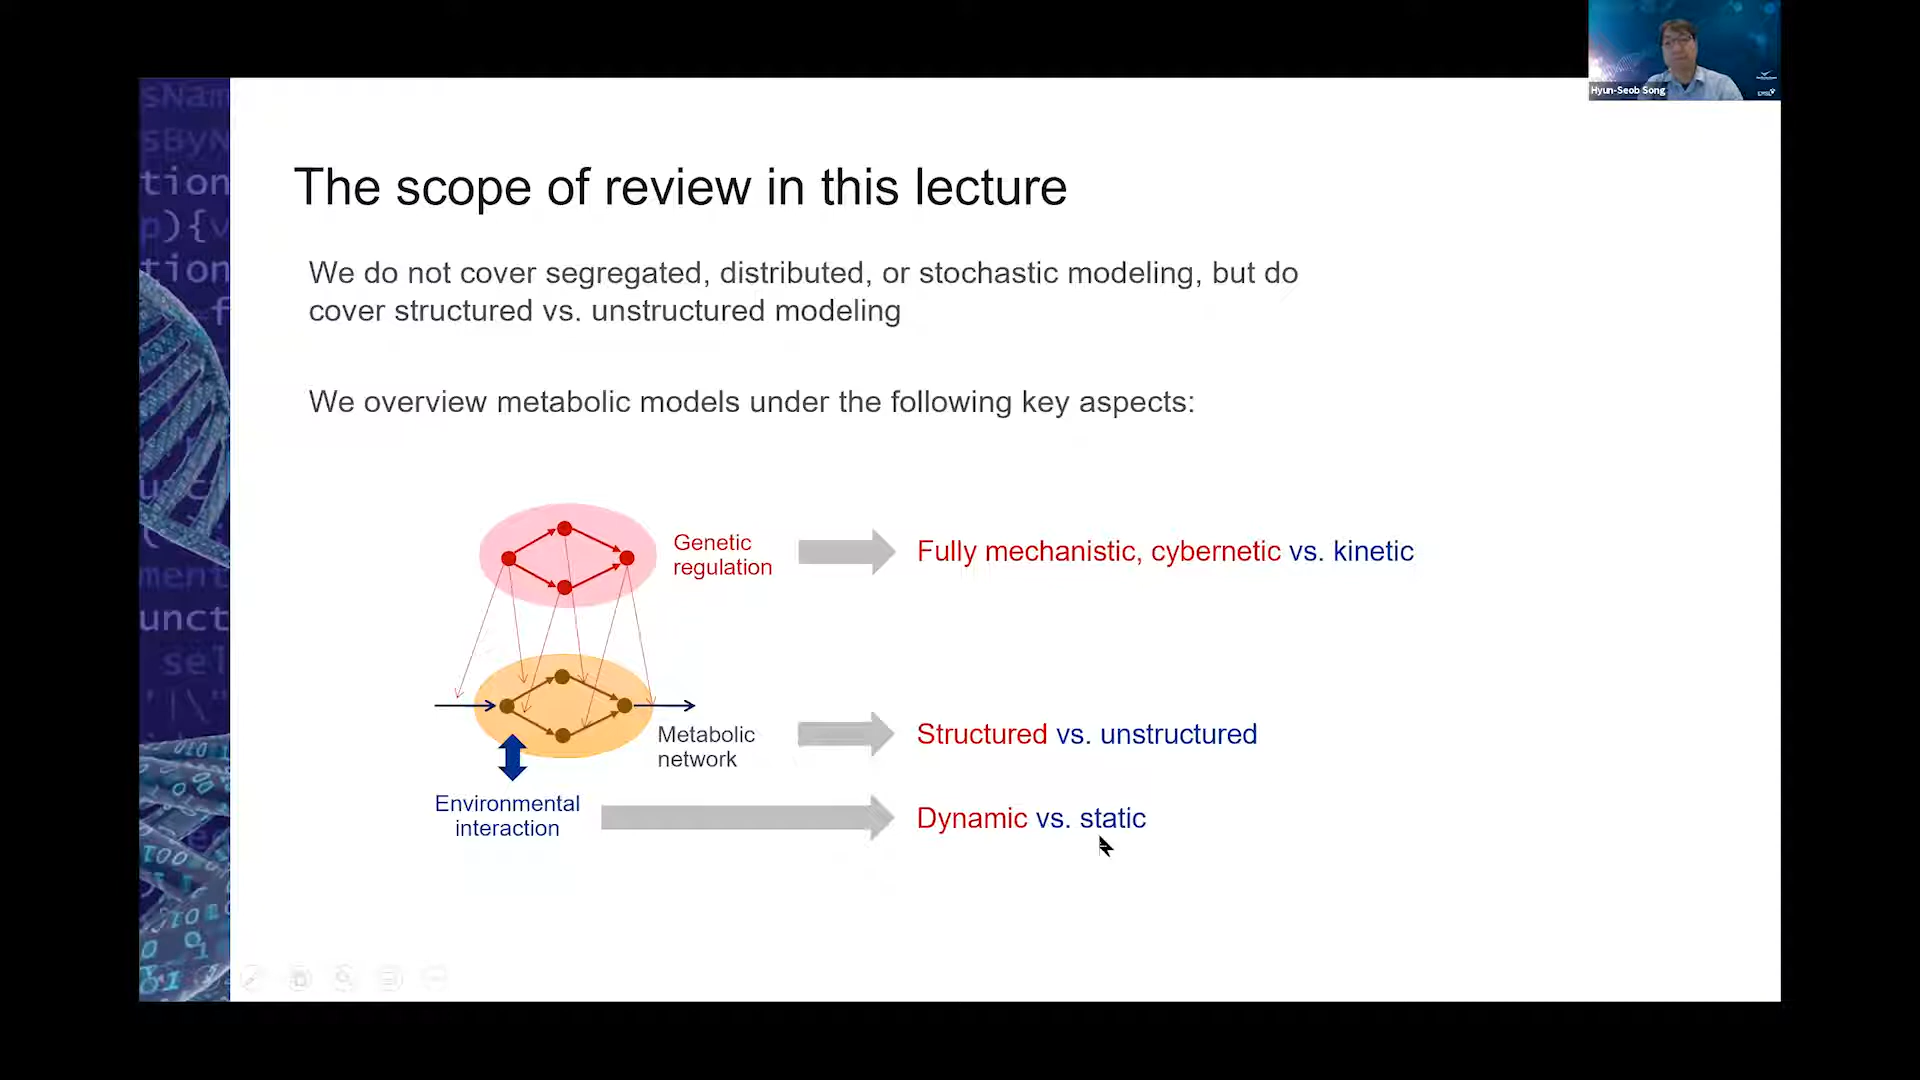 Hyun-Seob Song
The scope of review in this lecture
We do not cover segregated, distributed, or stochastic modeling, but do
cover structured vs. unstructured modeling
We overview metabolic models under the following key aspects:
Genetic
regulation
Fully mechanistic, cybernetic vs. kinetic
Metabolic
network
Structured vs. unstructured
Environmental
interaction
Dynamic vs. static